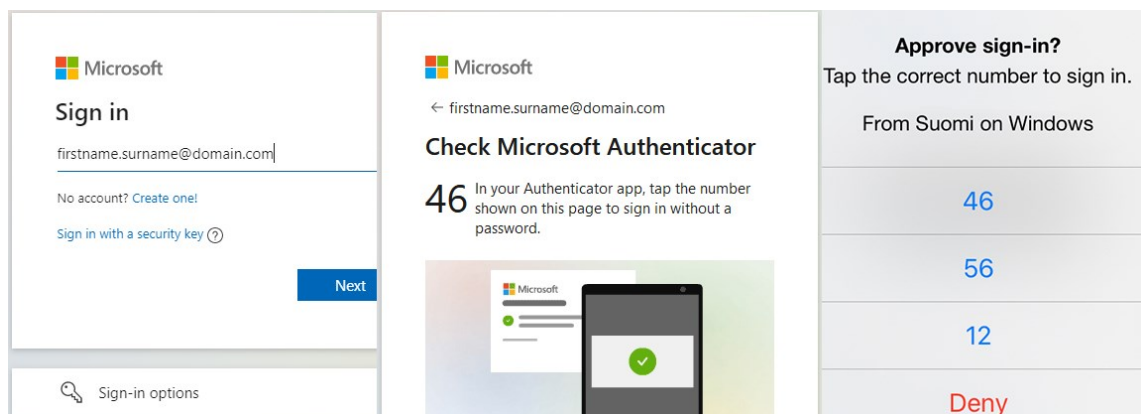 Microsoft
Sign in
firstname.surname@domain.com
No account? Create one!
Sign in with a security key
Next
Sign-in options
Microsoft
← firstname.surname@domain.com
Check Microsoft Authenticator
46
In your Authenticator app, tap the number
shown on this page to sign in without a
password.
Microsoft
Approve sign-in?
Tap the correct number to sign in.
From Suomi on Windows
46
56
12
Deny